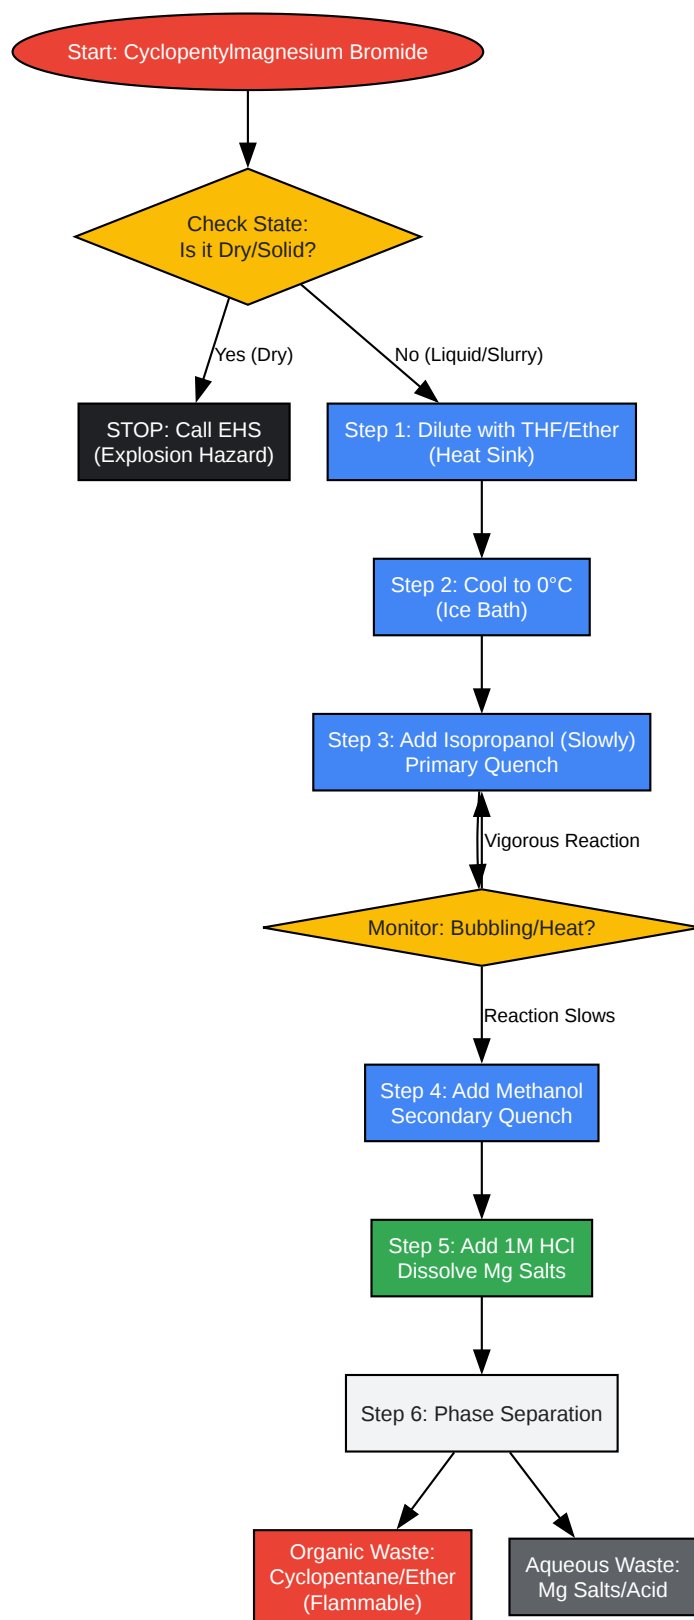 Start: Cyclopentylmagnesium Bromide
Check State:
Is it Dry/Solid?
Yes (Dry)
No (Liquid/Slurry)
STOP: Call EHS
(Explosion Hazard)
Step 1: Dilute with THF/Ether
(Heat Sink)
Step 2: Cool to 0°C
(Ice Bath)
Step 3: Add Isopropanol (Slowly)
Primary Quench
Vigorous Reaction
Monitor: Bubbling/Heat?
Reaction Slows
Step 4: Add Methanol
Secondary Quench
Step 5: Add 1M HCl
Dissolve Mg Salts
Step 6: Phase Separation
Organic Waste:
Cyclopentane/Ether
(Flammable)
Aqueous Waste:
Mg Salts/Acid